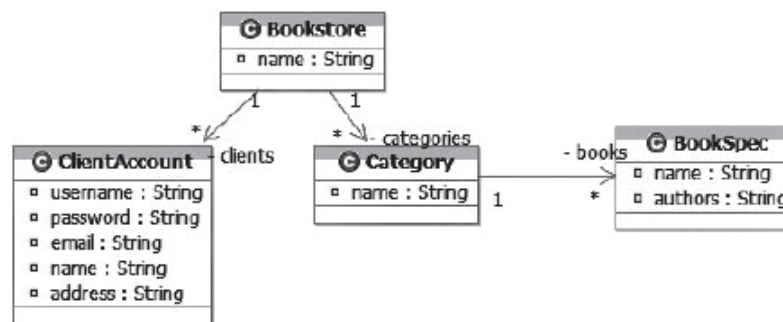 C Bookstore
name : String
1
1
*
- clients
*
- categories
C ClientAccount
username : String
password : String
email : String
name : String
address : String
C Category
name : String
1
- books
*
C BookSpec
name : String
authors : String